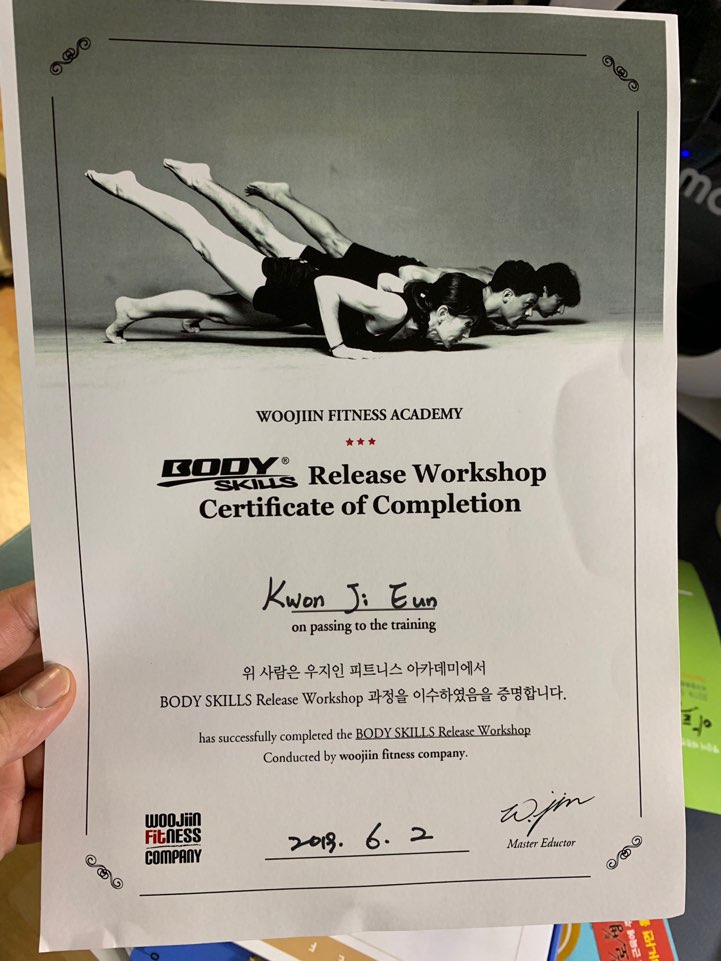 WOOJIIN FITNESS ACADEMY
BODY SKILLS® Release Workshop
Certificate of Completion
Kwon Ji Eun
on passing to the training
위 사람은 우지인 피트니스 아카데미에서
BODY SKILLS Release Workshop 과정을 이수하였음을 증명합니다.
has successfully completed the BODY SKILLS Release Workshop
Conducted by woojiin fitness company.
WOOJiiN
FitNESS
COMPANY
2019. 6. 2
W.jin
Master Eductor